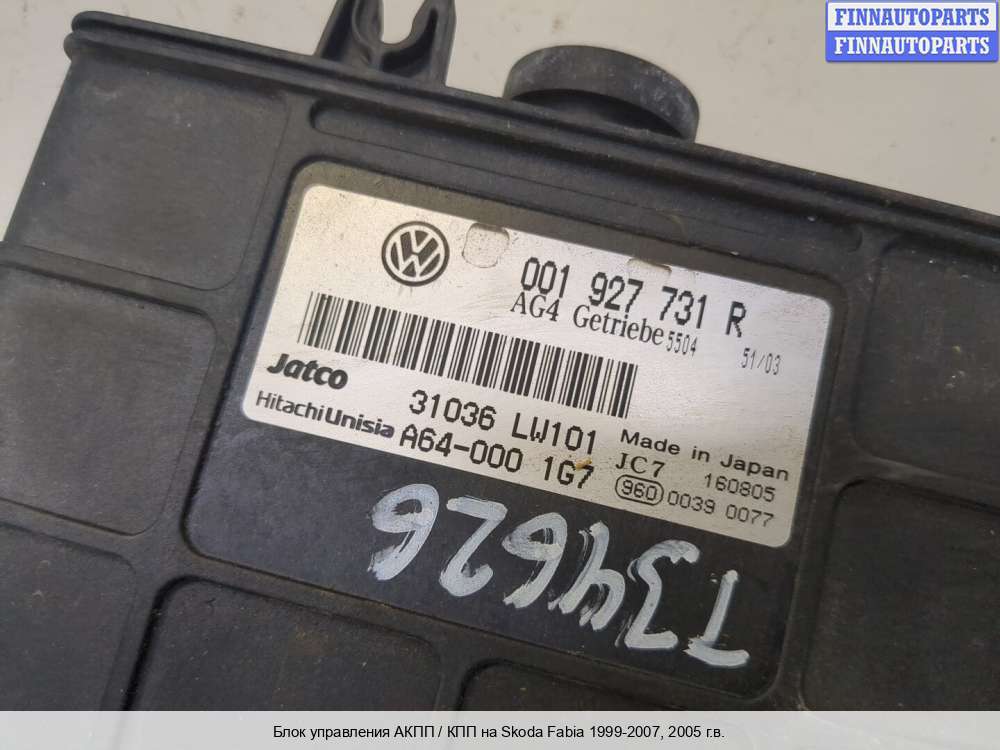 FINNAUTOPARTS
FINNAUTOPARTS
VW
001 927 731 R
AG4 Getriebe 5504 51/03
Jatco
31036 LW101
HitachiUnisia A64-000 1G7
Made in Japan
JC7 160805
960 0039 0077
T34626
Блок управления АКПП / КПП на Skoda Fabia 1999-2007, 2005 г.в.